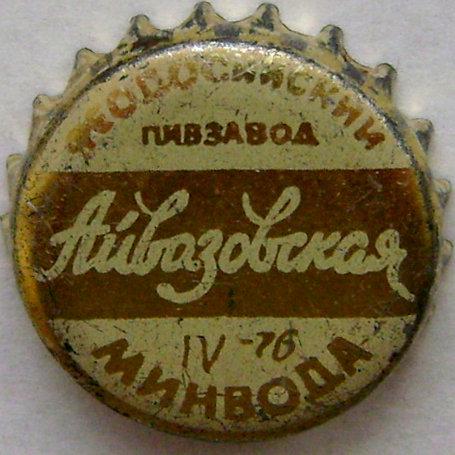 ФЕОДОСИЙСКИЙ
ПИВЗАВОД
Айвазовская
IV -76
МИНВОДА